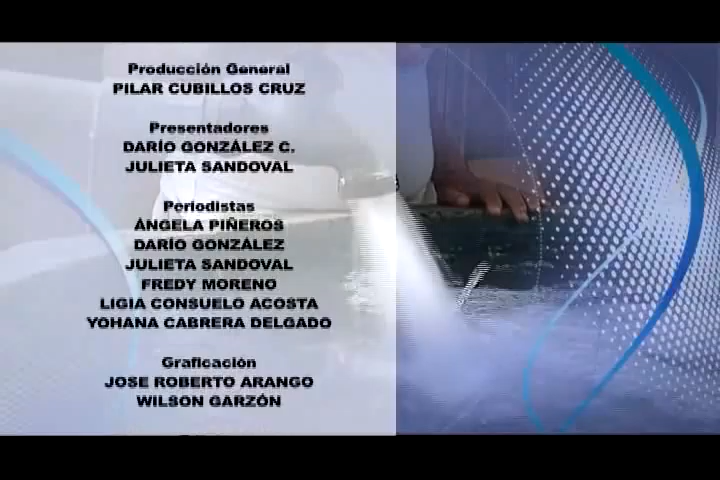 Producción General
PILAR CUBILLOS CRUZ
Presentadores
DARÍO GONZÁLEZ C.
JULIETA SANDOVAL
Periodistas
ÁNGELA PIÑEROS
DARÍO GONZÁLEZ
JULIETA SANDOVAL
FREDY MORENO
LIGIA CONSUELO ACOSTA
YOHANA CABRERA DELGADO
Graficación
JOSE ROBERTO ARANGO
WILSON GARZÓN